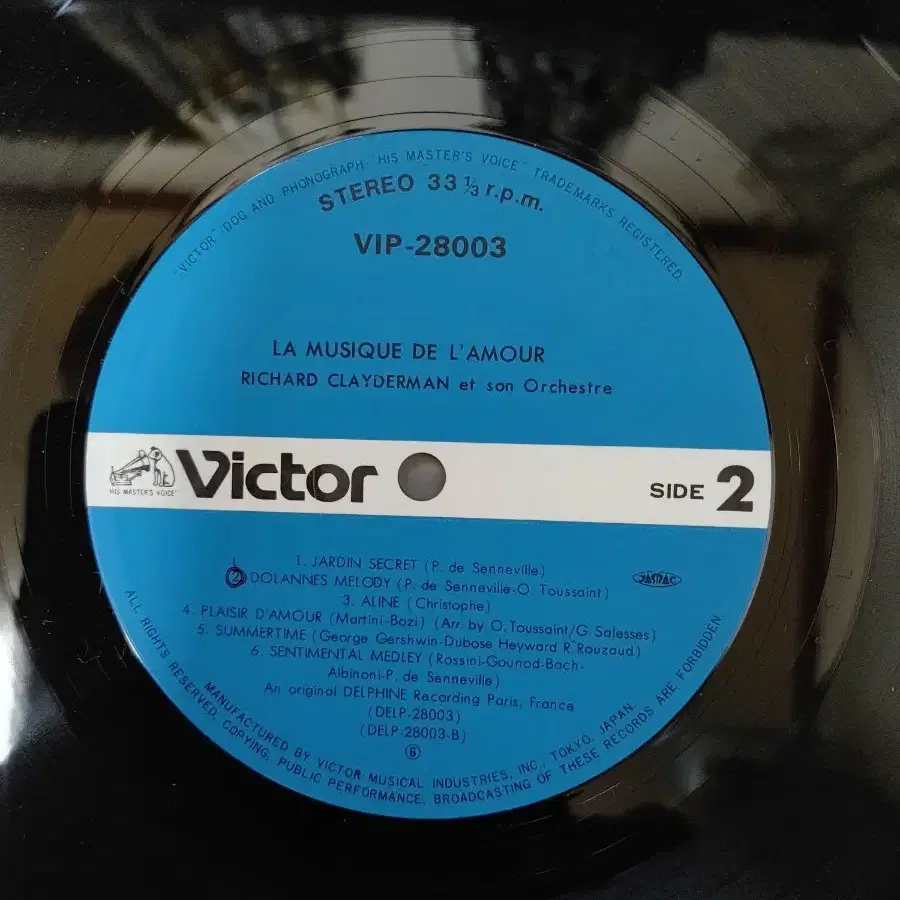 "VICTOR" "DOG AND PHONOGRAPH" "HIS MASTER'S VOICE" TRADEMARKS REGISTERED.
STEREO 33 1/3 r.p.m.
VIP-28003
LA MUSIQUE DE L'AMOUR
RICHARD CLAYDERMAN et son Orchestre
HIS MASTER'S VOICE"
Victor
SIDE 2
1. JARDIN SECRET (P. de Senneville)
2 DOLANNES MELODY (P. de Senneville-O. Toussaint)
JASRAC
3. ALINE (Christophe)
4. PLAISIR D'AMOUR (Martini-Bozi) (Arr. by O. Toussaint/G. Salesses)
5. SUMMERTIME (George Gershwin-Dubose Heyward R. Rouzaud)
6. SENTIMENTAL MEDLEY (Rossini-Gounod-Bach-
Albinoni-P. de Senneville)
An original DELPHINE Recording Paris, France
(DELP-28003)
(DELP-28003-B)
⑥
MANUFACTURED BY VICTOR MUSICAL INDUSTRIES, INC., TOKYO, JAPAN.
ALL RIGHTS RESERVED, COPYING, PUBLIC PERFORMANCE, BROADCASTING OF THESE RECORDS ARE FORBIDDEN